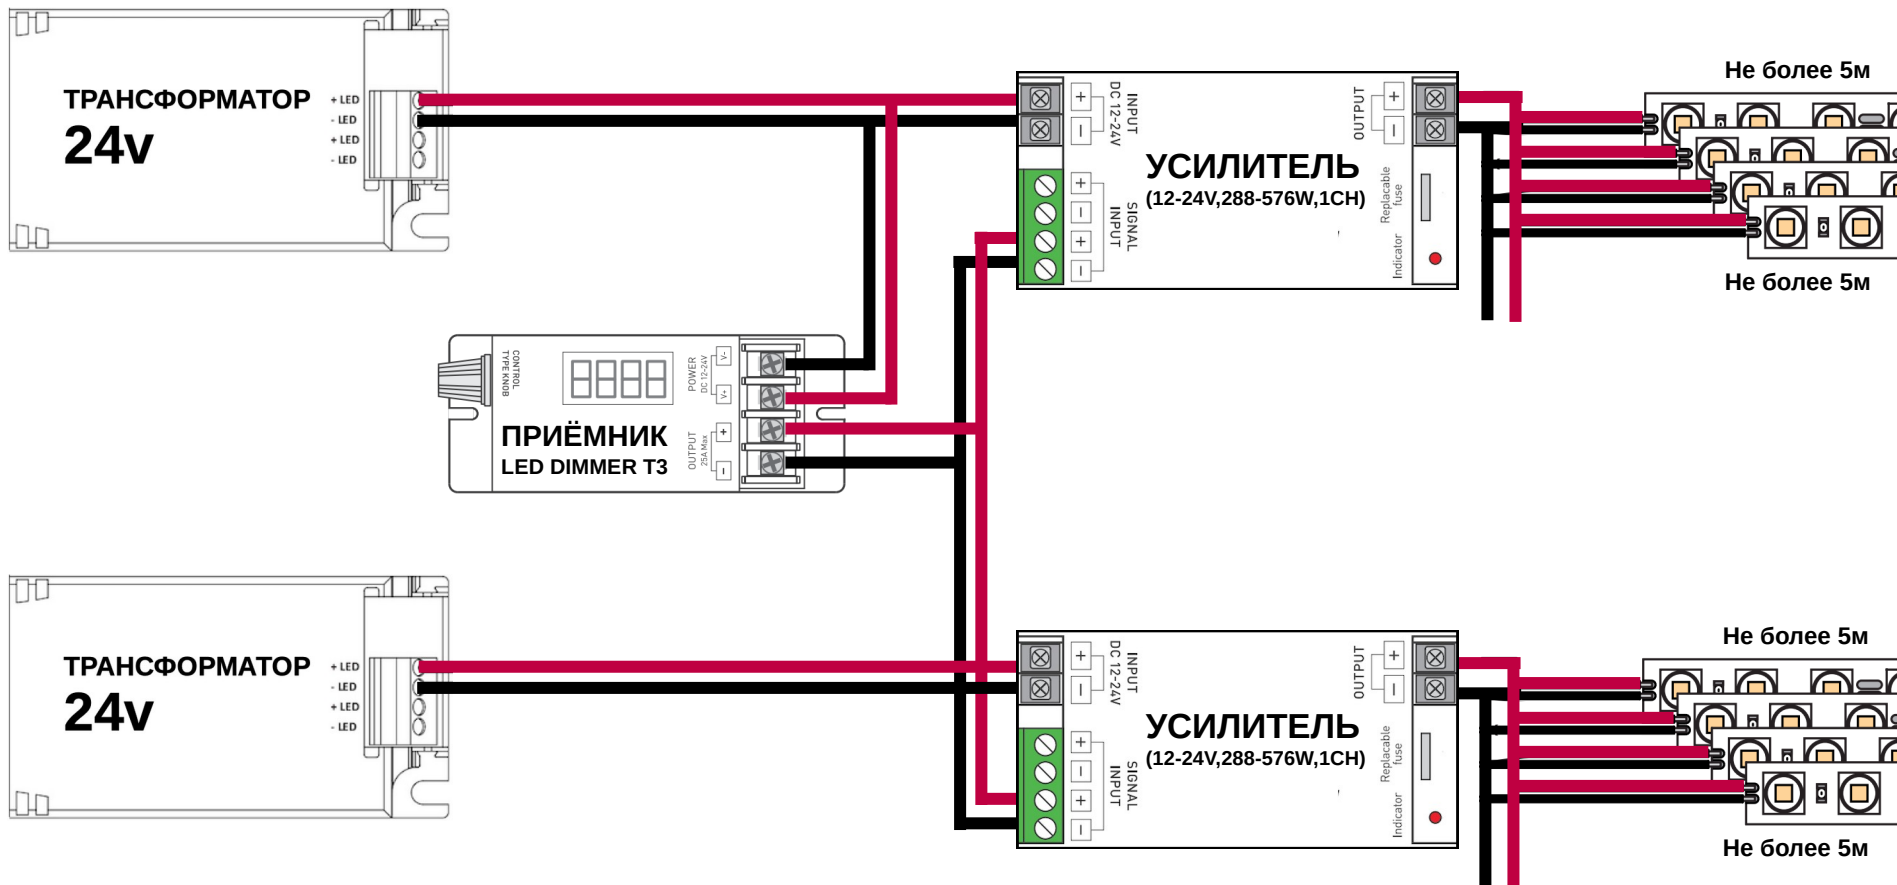 ТРАНСФОРМАТОР
24v
+ LED
- LED
+ LED
- LED
+
−
INPUT
DC 12-24V
+
−
+
−
SIGNAL
INPUT
УСИЛИТЕЛЬ
(12-24V,288-576W,1CH)
OUTPUT
+
−
Replacable
fuse
Indicator
Не более 5м
Не более 5м
CONTROL
TYPE KNOB
8888
POWER
DC 12-24V
V-
V+
OUTPUT
25A Max
+
−
ПРИЁМНИК
LED DIMMER T3
ТРАНСФОРМАТОР
24v
+ LED
- LED
+ LED
- LED
+
−
INPUT
DC 12-24V
+
−
+
−
SIGNAL
INPUT
УСИЛИТЕЛЬ
(12-24V,288-576W,1CH)
OUTPUT
+
−
Replacable
fuse
Indicator
Не более 5м
Не более 5м